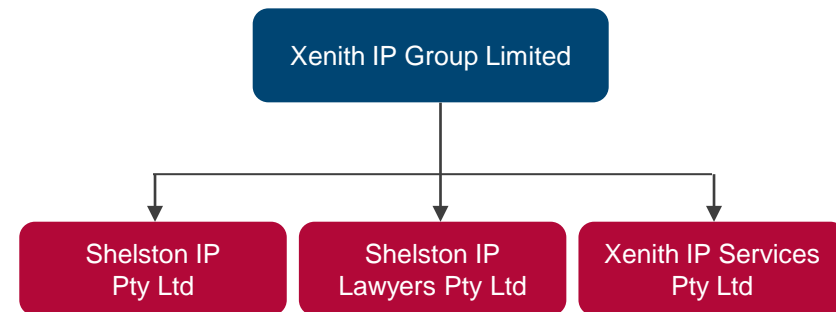 Xenith IP Group Limited
Shelston IP
Pty Ltd
Shelston IP
Lawyers Pty Ltd
Xenith IP Services
Pty Ltd